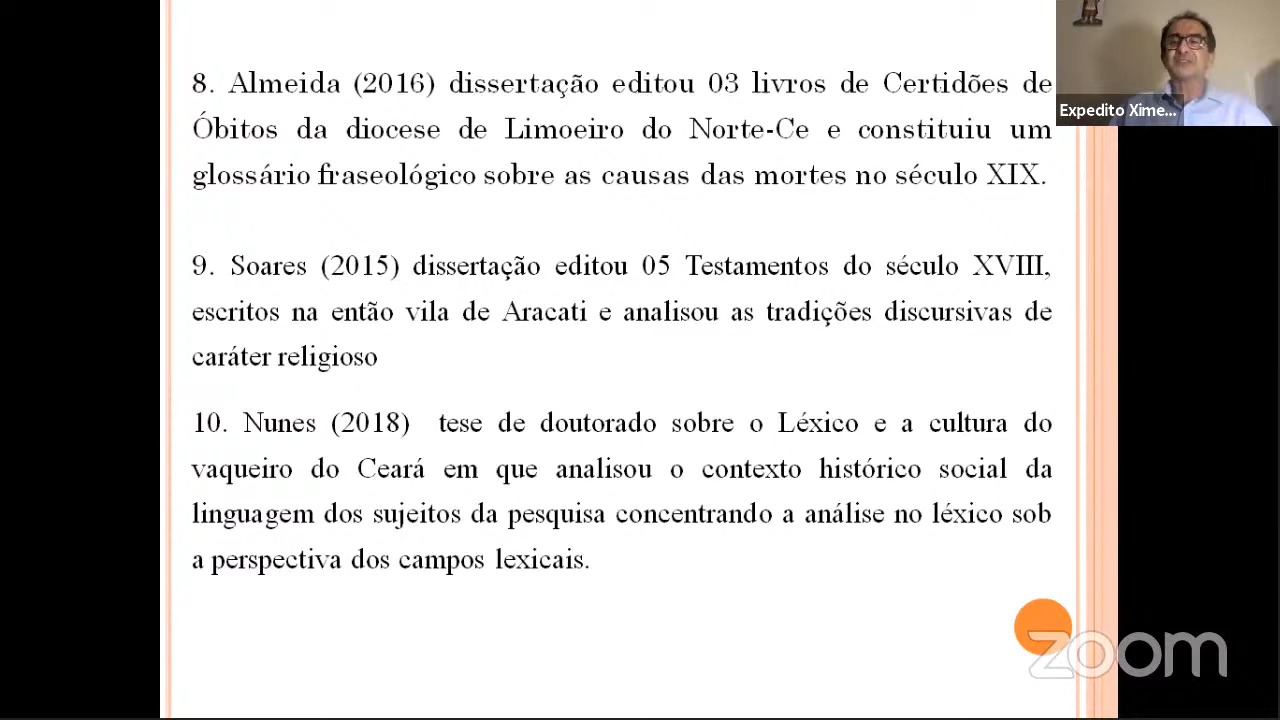 8. Almeida (2016) dissertação editou 03 livros de Certidões de
Óbitos da diocese de Limoeiro do Norte-Ce e constituiu um
glossário fraseológico sobre as causas das mortes no século XIX.
9. Soares (2015) dissertação editou 05 Testamentos do século XVIII,
escritos na então vila de Aracati e analisou as tradições discursivas de
caráter religioso
10. Nunes (2018) tese de doutorado sobre o Léxico e a cultura do
vaqueiro do Ceará em que analisou o contexto histórico social da
linguagem dos sujeitos da pesquisa concentrando a análise no léxico sob
a perspectiva dos campos lexicais.
Expedito Xime...
zoom